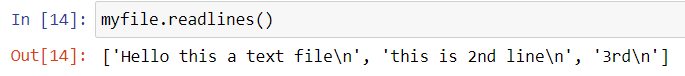 In [14]: myfile.readlines()
Out[14]: ['Hello this a text file\n', 'this is 2nd line\n', '3rd\n']